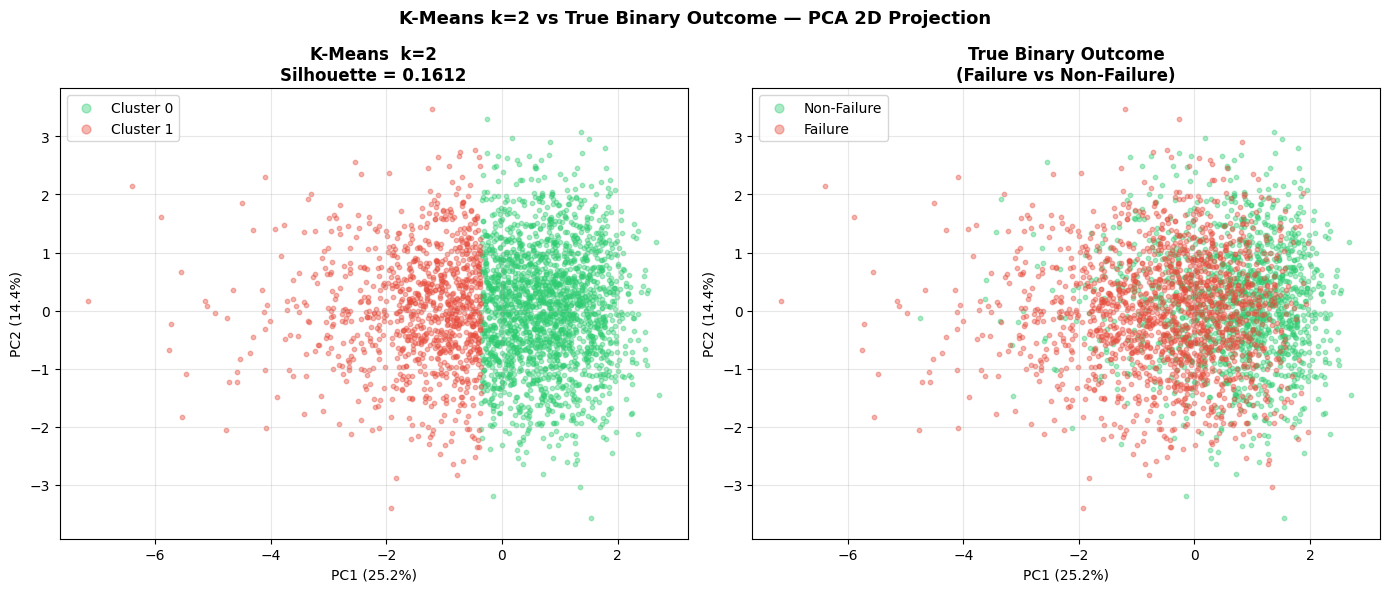 K-Means k=2 vs True Binary Outcome — PCA 2D Projection
K-Means  k=2
Silhouette = 0.1612
Cluster 0
Cluster 1
3
2
1
0
−1
−2
−3
PC2 (14.4%)
−6
−4
−2
0
2
PC1 (25.2%)
True Binary Outcome
(Failure vs Non-Failure)
Non-Failure
Failure
3
2
1
0
−1
−2
−3
PC2 (14.4%)
−6
−4
−2
0
2
PC1 (25.2%)